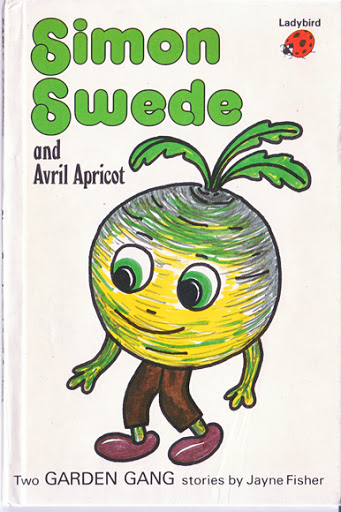 Ladybird
Simon
Swede
and
Avril Apricot
Two GARDEN GANG stories by Jayne Fisher